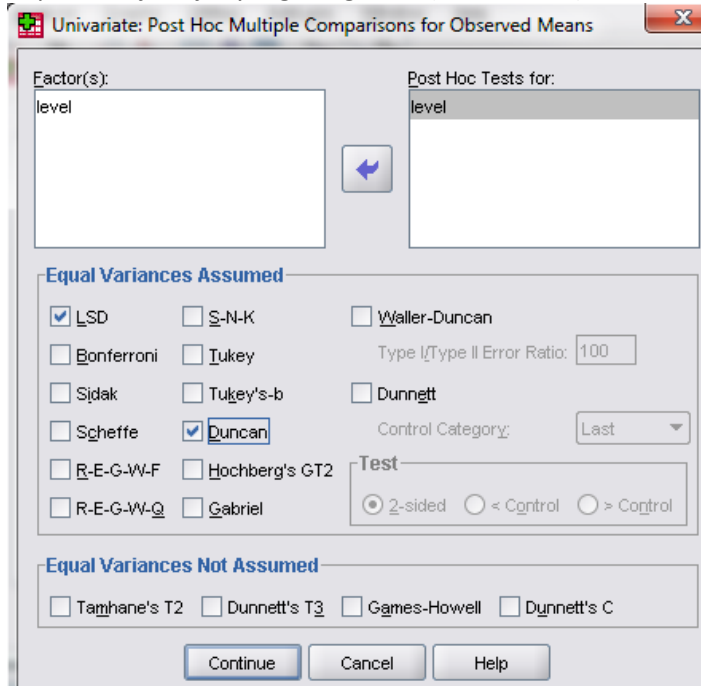 Univariate: Post Hoc Multiple Comparisons for Observed Means
Factor(s):
level
Post Hoc Tests for:
level
Equal Variances Assumed
LSD
S-N-K
Waller-Duncan
Bonferroni
Tukey
Type I/Type II Error Ratio: 100
Sidak
Tukey's-b
Dunnett
Scheffe
Duncan
Control Category: Last
R-E-G-W-F
Hochberg's GT2
Test
R-E-G-W-Q
Gabriel
2-sided
< Control
> Control
Equal Variances Not Assumed
Tamhane's T2
Dunnett's T3
Games-Howell
Dunnett's C
Continue
Cancel
Help